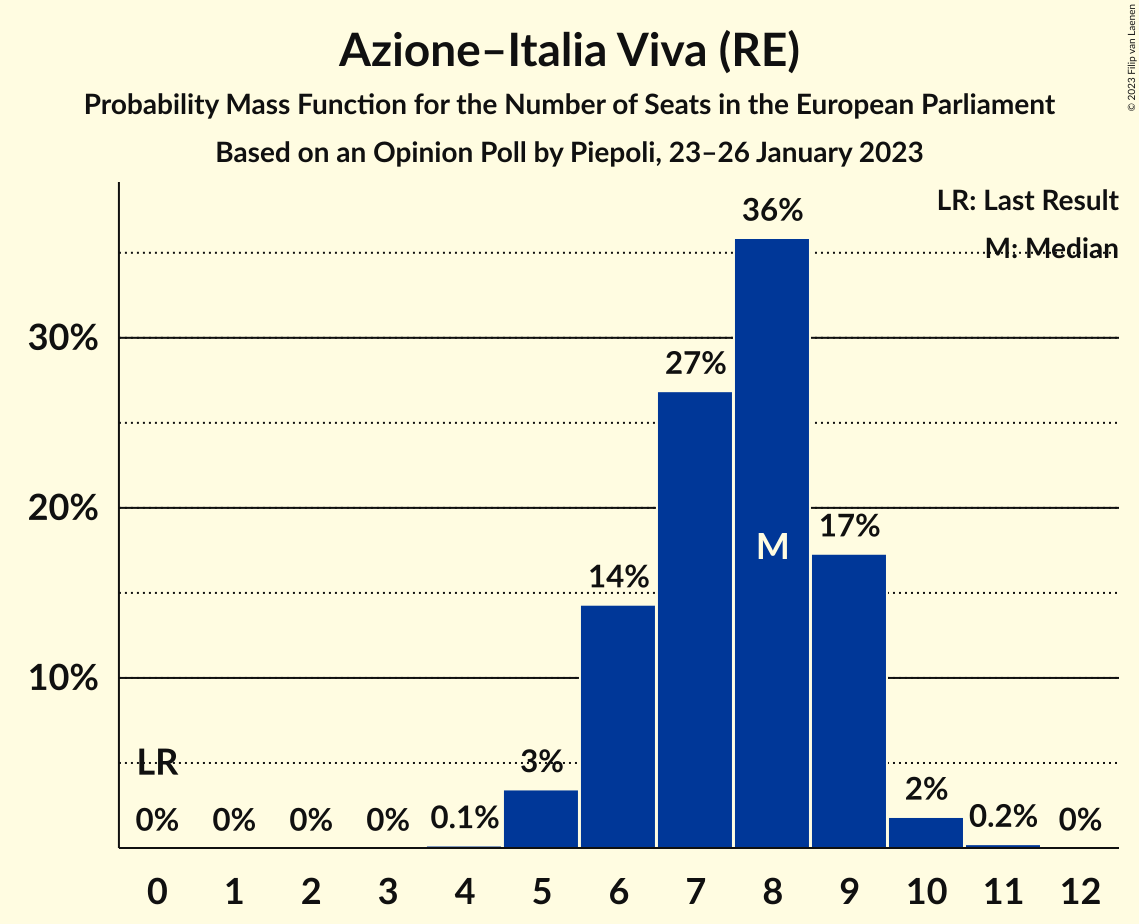 Azione–Italia Viva (RE)
Probability Mass Function for the Number of Seats in the European Parliament
Based on an Opinion Poll by Piepoli, 23–26 January 2023
© 2023 Filip van Laenen
LR: Last Result
M: Median
36%
30%
27%
20%
17%
M
14%
10%
LR
3%
2%
0% 0% 0% 0% 0.1% 0.2% 0%
0 1 2 3 4 5 6 7 8 9 10 11 12